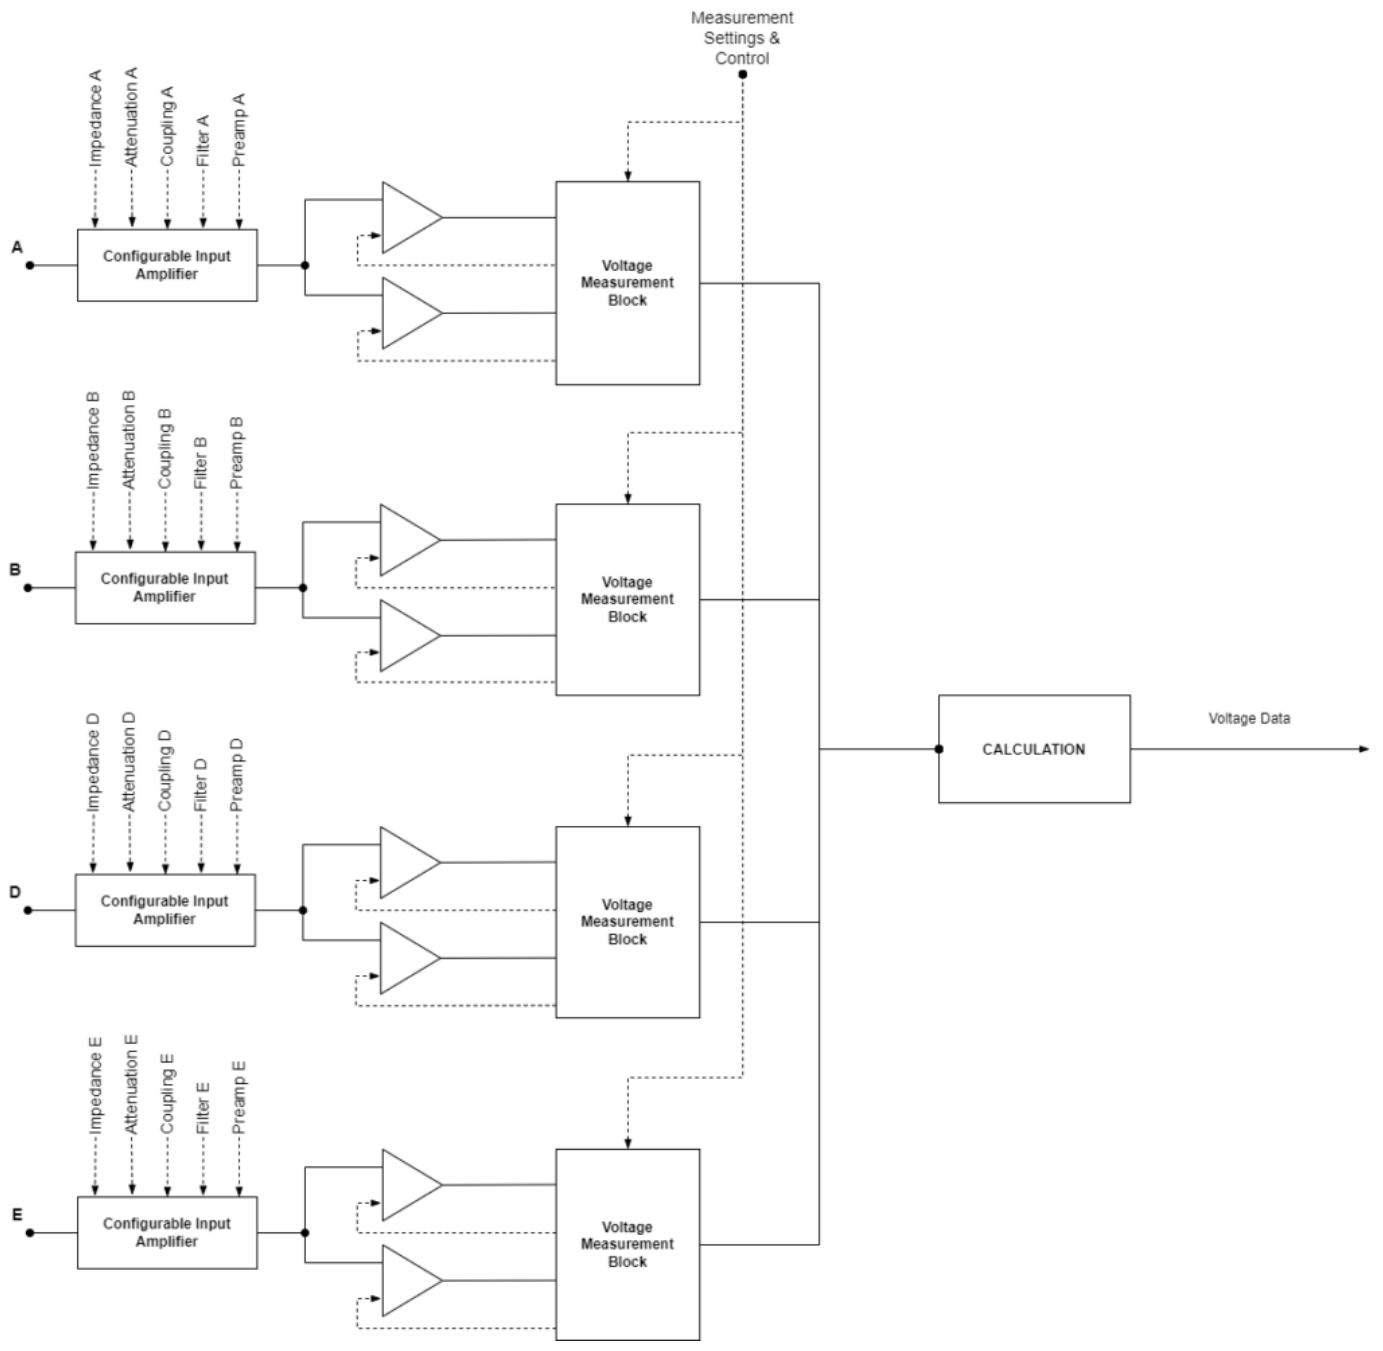 Measurement
Settings &
Control
Impedance A
Attenuation A
Coupling A
Filter A
Preamp A
A
Configurable Input
Amplifier
Voltage
Measurement
Block
Impedance B
Attenuation B
Coupling B
Filter B
Preamp B
B
Configurable Input
Amplifier
Voltage
Measurement
Block
Impedance D
Attenuation D
Coupling D
Filter D
Preamp D
D
Configurable Input
Amplifier
Voltage
Measurement
Block
CALCULATION
Voltage Data
Impedance E
Attenuation E
Coupling E
Filter E
Preamp E
E
Configurable Input
Amplifier
Voltage
Measurement
Block